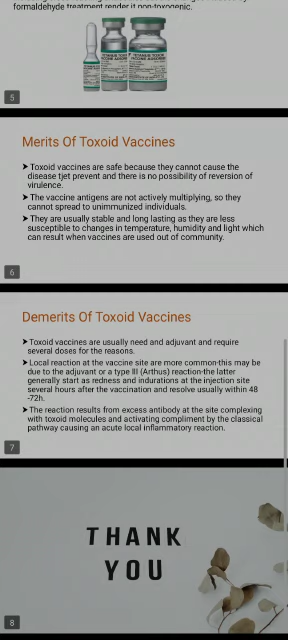 formaldehyde treatment render it non-toxogenic.
5
Merits Of Toxoid Vaccines
➤Toxoid vaccines are safe because they cannot cause the
disease tjet prevent and there is no possibility of reversion of
virulence.
➤The vaccine antigens are not actively multiplying, so they
cannot spread to unimmunized individuals.
➤They are usually stable and long lasting as they are less
susceptible to changes in temperature, humidity and light which
can result when vaccines are used out of community.
6
Demerits Of Toxoid Vaccines
➤Toxoid vaccines are usually need and adjuvant and require
several doses for the reasons.
➤Local reaction at the vaccine site are more common-this may be
due to the adjuvant or a type III (Arthus) reaction-the latter
generally start as redness and indurations at the injection site
several hours after the vaccination and resolve usually within 48
-72h.
➤The reaction results from excess antibody at the site complexing
with toxoid molecules and activating compliment by the classical
pathway causing an acute local inflammatory reaction.
7
THANK
YOU
8